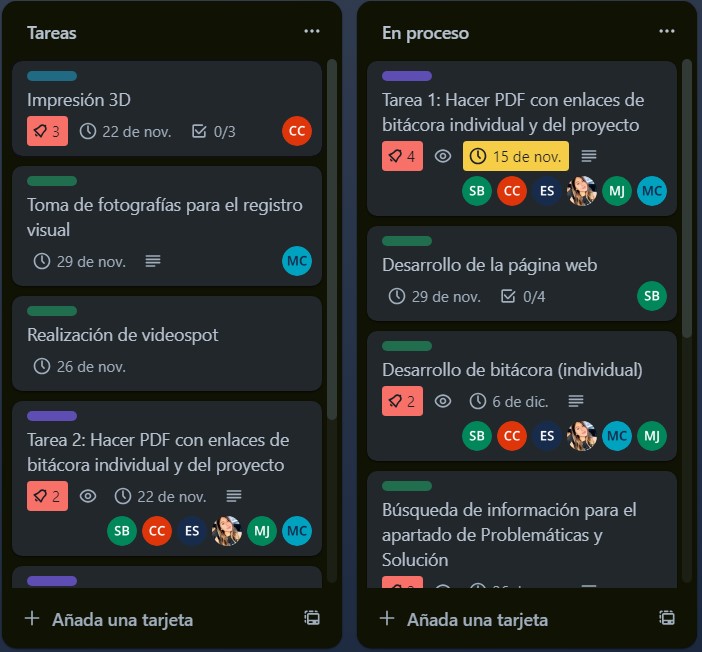 Tareas
Impresión 3D
3 22 de nov. 0/3 CC
Toma de fotografías para el registro
visual
29 de nov. MC
Realización de videospot
26 de nov.
Tarea 2: Hacer PDF con enlaces de
bitácora individual y del proyecto
2 22 de nov.
SB CC ES MJ MC
+ Añada una tarjeta
En proceso
Tarea 1: Hacer PDF con enlaces de
bitácora individual y del proyecto
4 15 de nov.
SB CC ES MJ MC
Desarrollo de la página web
29 de nov. 0/4 SB
Desarrollo de bitácora (individual)
2 6 de dic.
SB CC ES MC MJ
Búsqueda de información para el
apartado de Problemáticas y
Solución
+ Añada una tarjeta